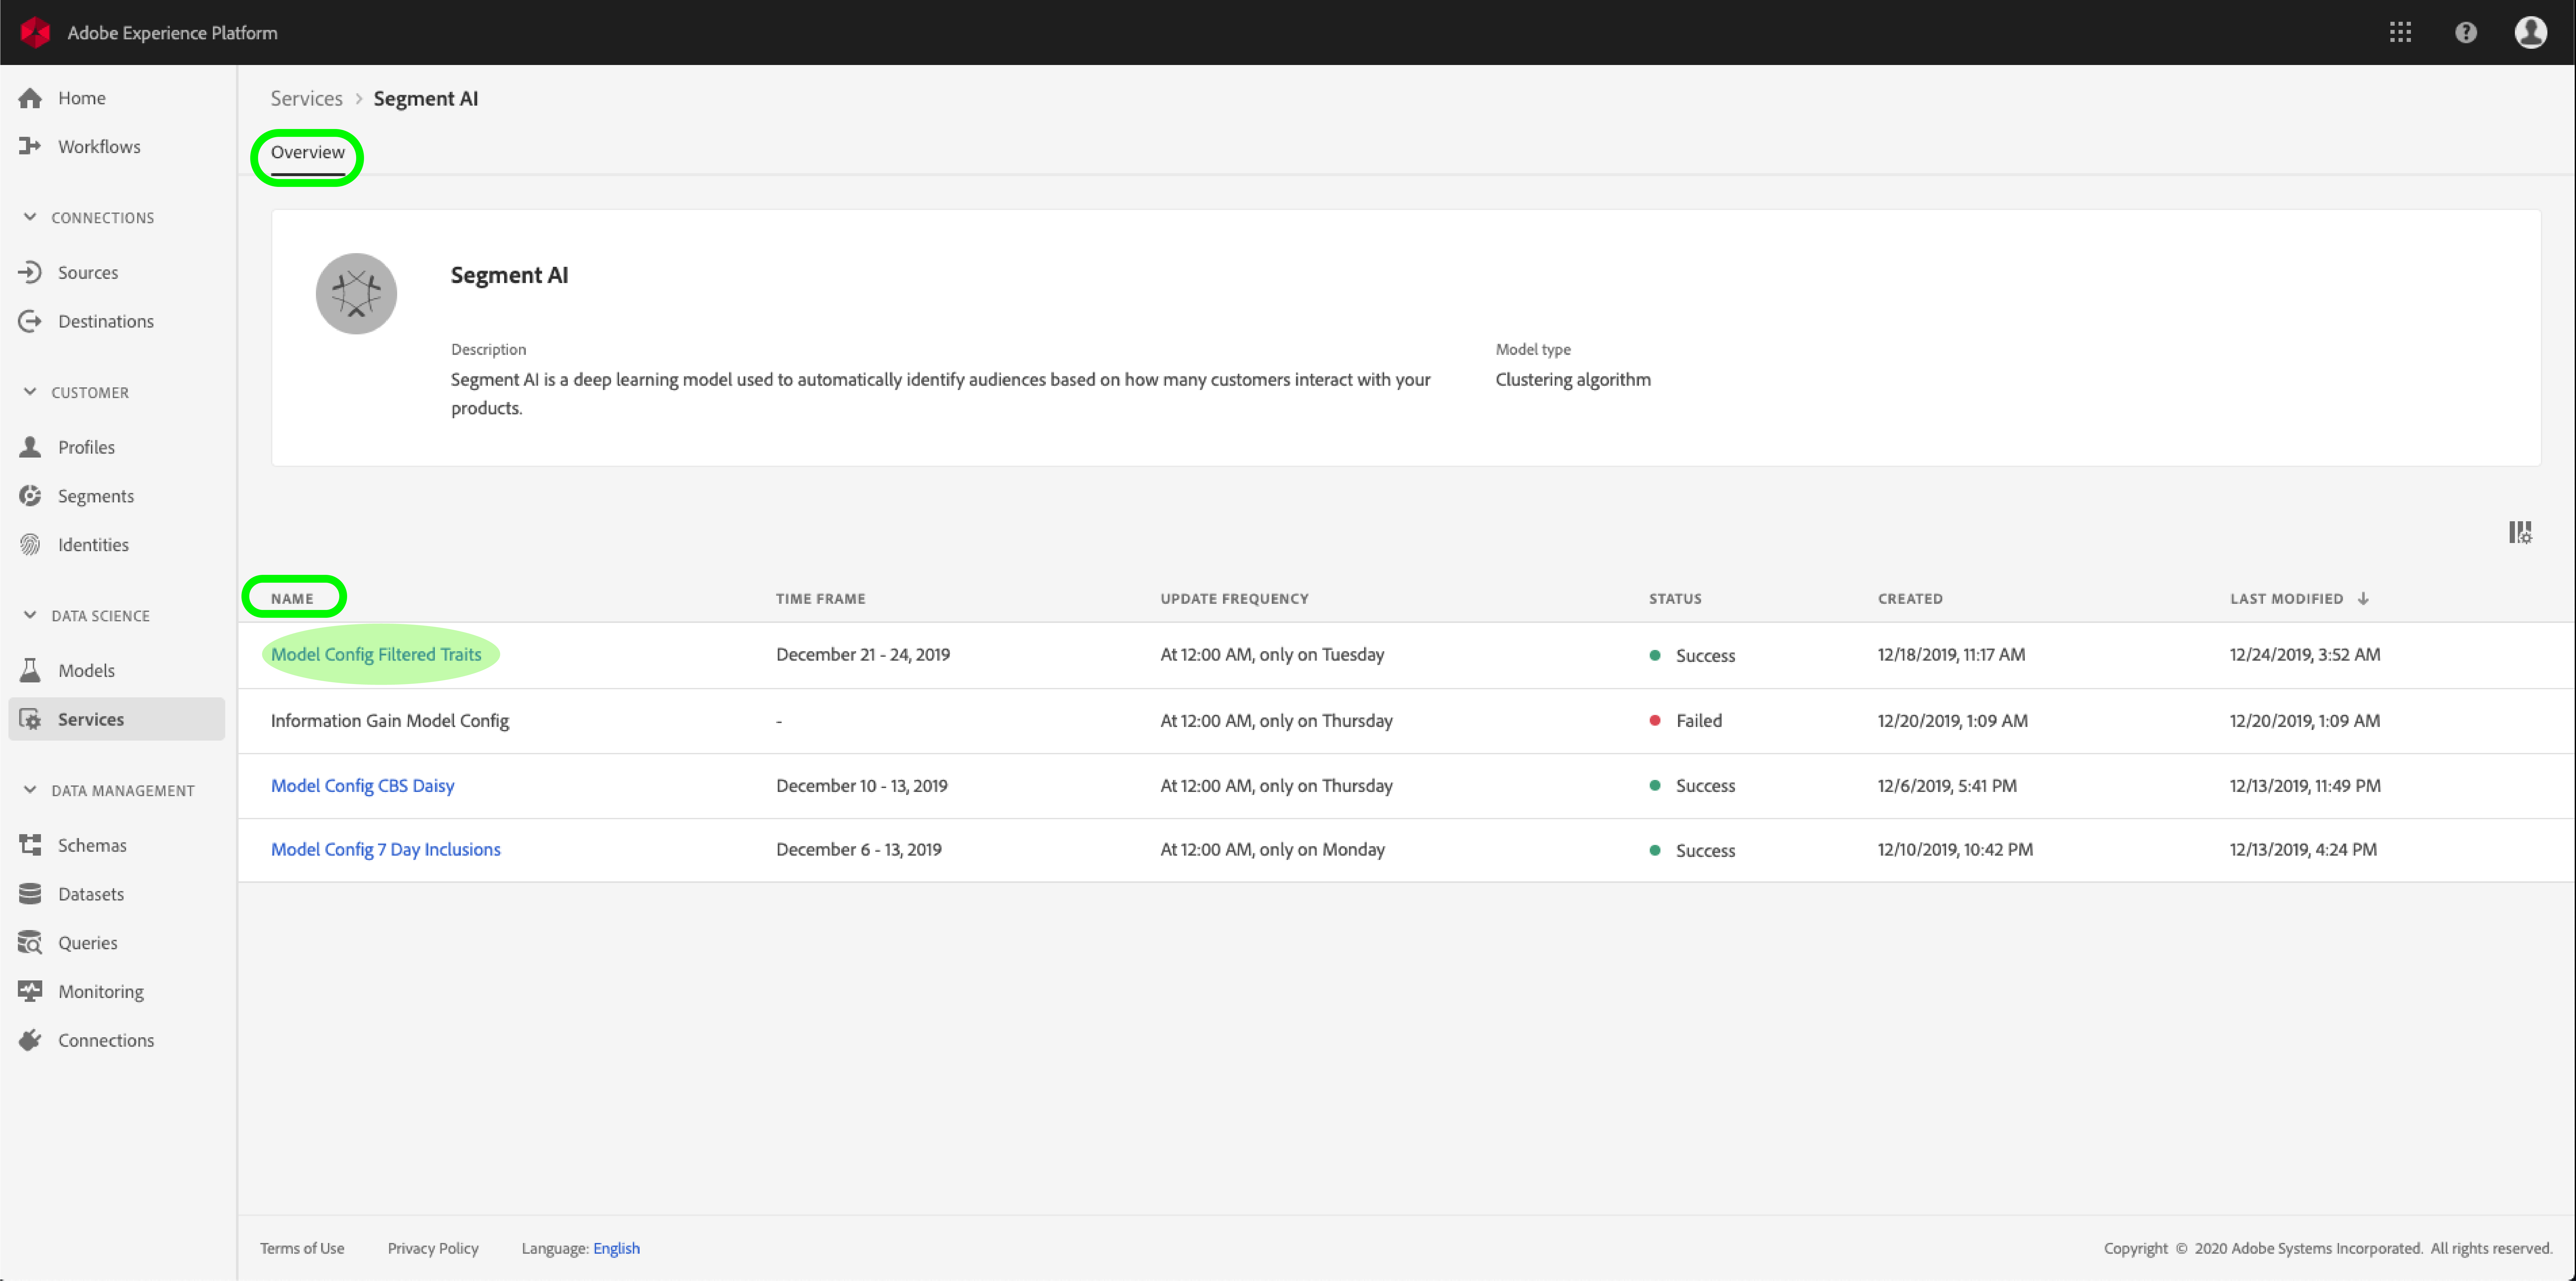 Adobe Experience Platform
Home
Workflows
CONNECTIONS
Sources
Destinations
CUSTOMER
Profiles
Segments
Identities
DATA SCIENCE
Models
Services
DATA MANAGEMENT
Schemas
Datasets
Queries
Monitoring
Connections
Services > Segment AI
Overview
Segment AI
Description
Segment AI is a deep learning model used to automatically identify audiences based on how many customers interact with your
products.
Model type
Clustering algorithm
NAME TIME FRAME UPDATE FREQUENCY STATUS CREATED LAST MODIFIED ↓
Model Config Filtered Traits December 21 - 24, 2019 At 12:00 AM, only on Tuesday Success 12/18/2019, 11:17 AM 12/24/2019, 3:52 AM
Information Gain Model Config - At 12:00 AM, only on Thursday Failed 12/20/2019, 1:09 AM 12/20/2019, 1:09 AM
Model Config CBS Daisy December 10 - 13, 2019 At 12:00 AM, only on Thursday Success 12/6/2019, 5:41 PM 12/13/2019, 11:49 PM
Model Config 7 Day Inclusions December 6 - 13, 2019 At 12:00 AM, only on Monday Success 12/10/2019, 10:42 PM 12/13/2019, 4:24 PM
Terms of Use Privacy Policy Language: English Copyright © 2020 Adobe Systems Incorporated. All rights reserved.